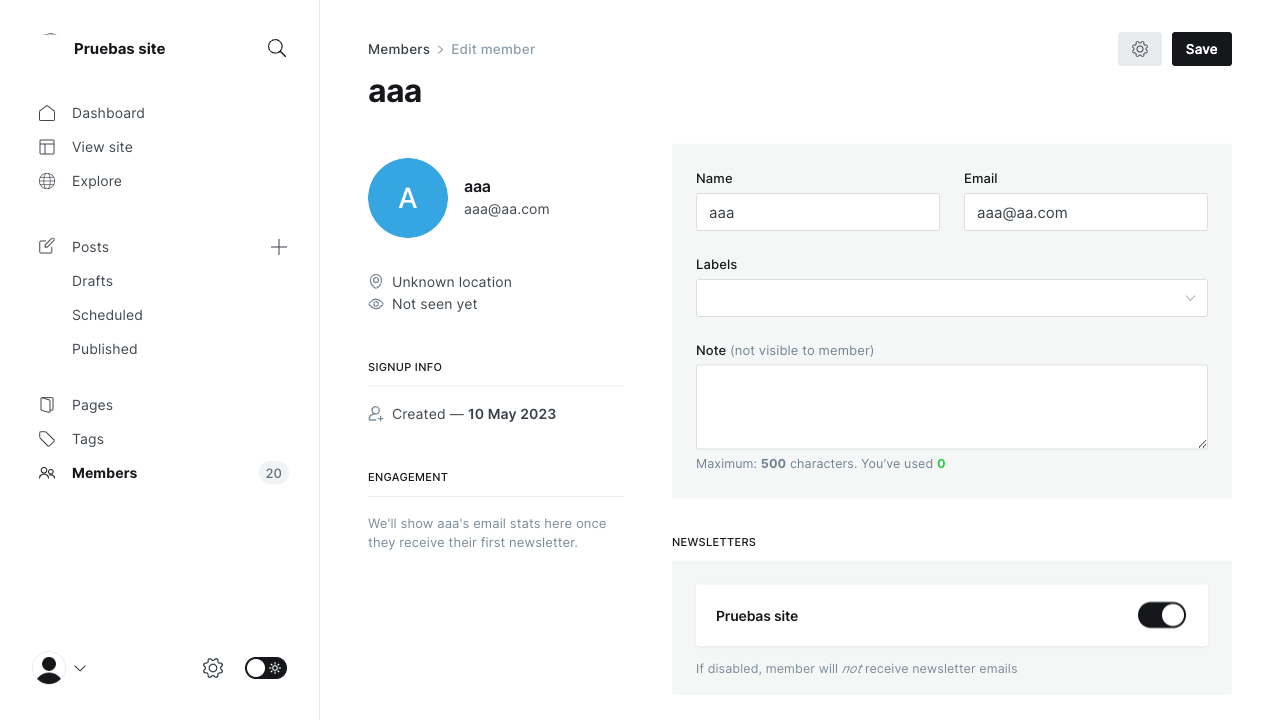 Pruebas site
Dashboard
View site
Explore
Posts
Drafts
Scheduled
Published
Pages
Tags
Members 20
Members > Edit member
Save
aaa
A
aaa
aaa@aa.com
Unknown location
Not seen yet
SIGNUP INFO
Created — 10 May 2023
ENGAGEMENT
We'll show aaa's email stats here once
they receive their first newsletter.
Name
aaa
Email
aaa@aa.com
Labels
Note (not visible to member)
Maximum: 500 characters. You've used 0
NEWSLETTERS
Pruebas site
If disabled, member will not receive newsletter emails